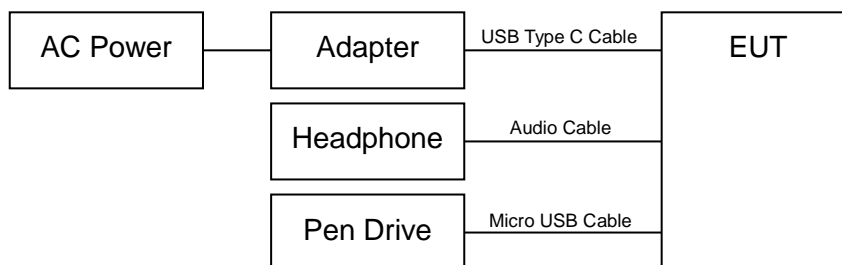 AC Power
Adapter
USB Type C Cable
EUT
Headphone
Audio Cable
Pen Drive
Micro USB Cable